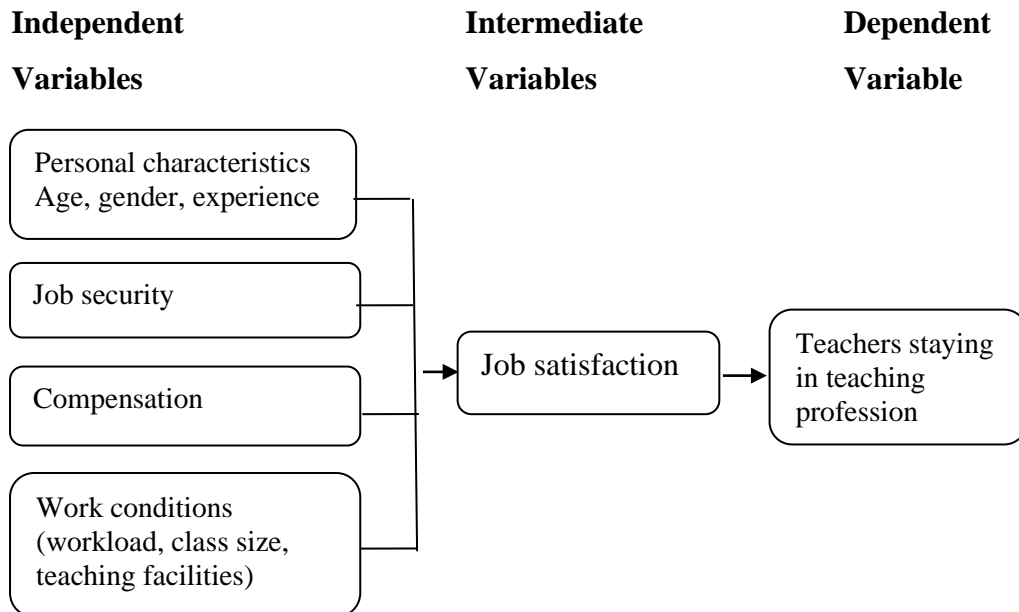 Independent
Variables
Intermediate
Variables
Dependent
Variable
Personal characteristics
Age, gender, experience
Job security
Compensation
Work conditions
(workload, class size,
teaching facilities)
Job satisfaction
Teachers staying
in teaching
profession